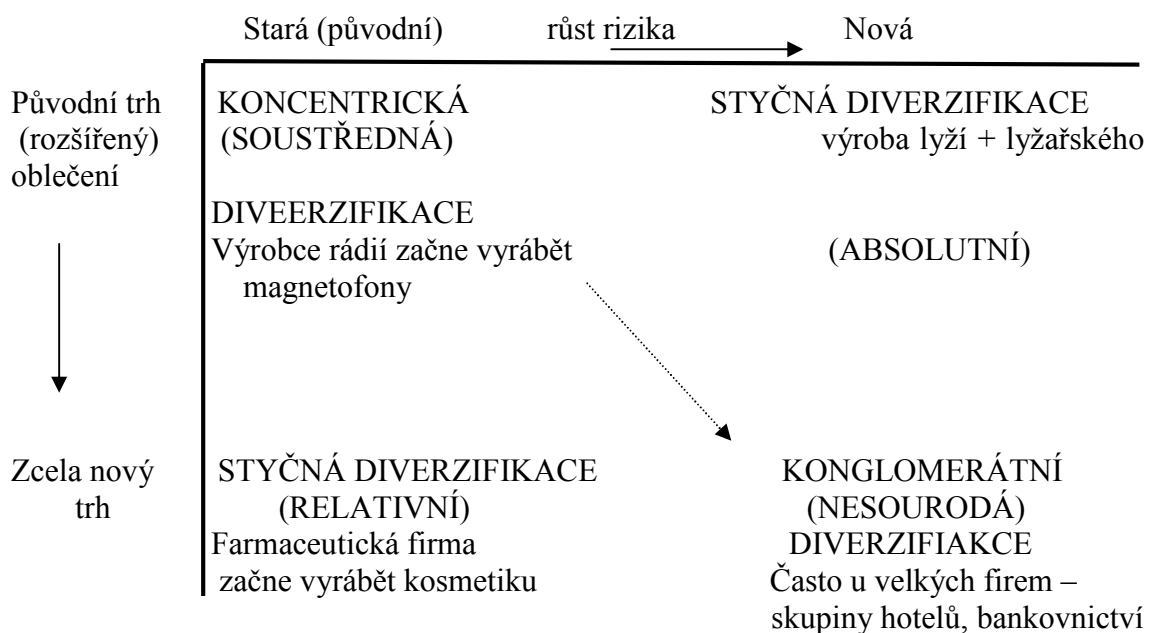 Stará (původní) růst rizika Nová
Původní trh KONCENTRICKÁ STYČNÁ DIVERZIFIKACE
(rozšířený) (SOUSTŘEDNÁ) výroba lyží + lyžařského
oblečení
DIVEERZIFIKACE
Výrobce rádií začne vyrábět (ABSOLUTNÍ)
magnetofony
Zcela nový STYČNÁ DIVERZIFIKACE KONGLOMERÁTNÍ
trh (RELATIVNÍ) (NESOURODÁ)
Farmaceutická firma DIVERZIFIAKCE
začne vyrábět kosmetiku Často u velkých firem –
skupiny hotelů, bankovnictví